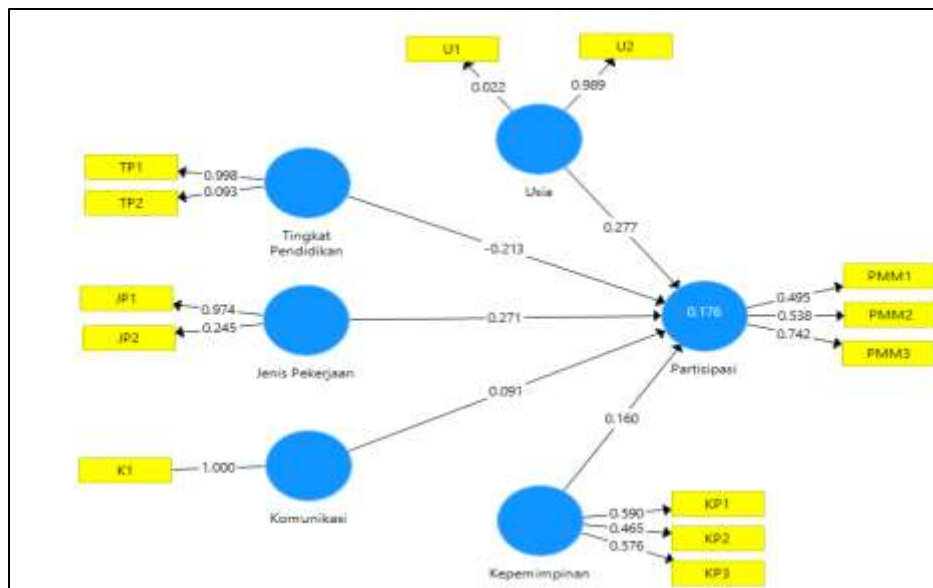 U1
U2
0.022
0.989
Usia
TP1
TP2
0.998
0.093
Tingkat
Pendidikan
0.277
-0.213
JP1
JP2
0.974
0.245
Jenis Pekerjaan
0.271
0.176
Partisipasi
0.495
0.538
0.742
PMM1
PMM2
PMM3
0.091
0.160
K1
1.000
Komunikasi
Kepemimpinan
0.590
0.465
0.576
KP1
KP2
KP3